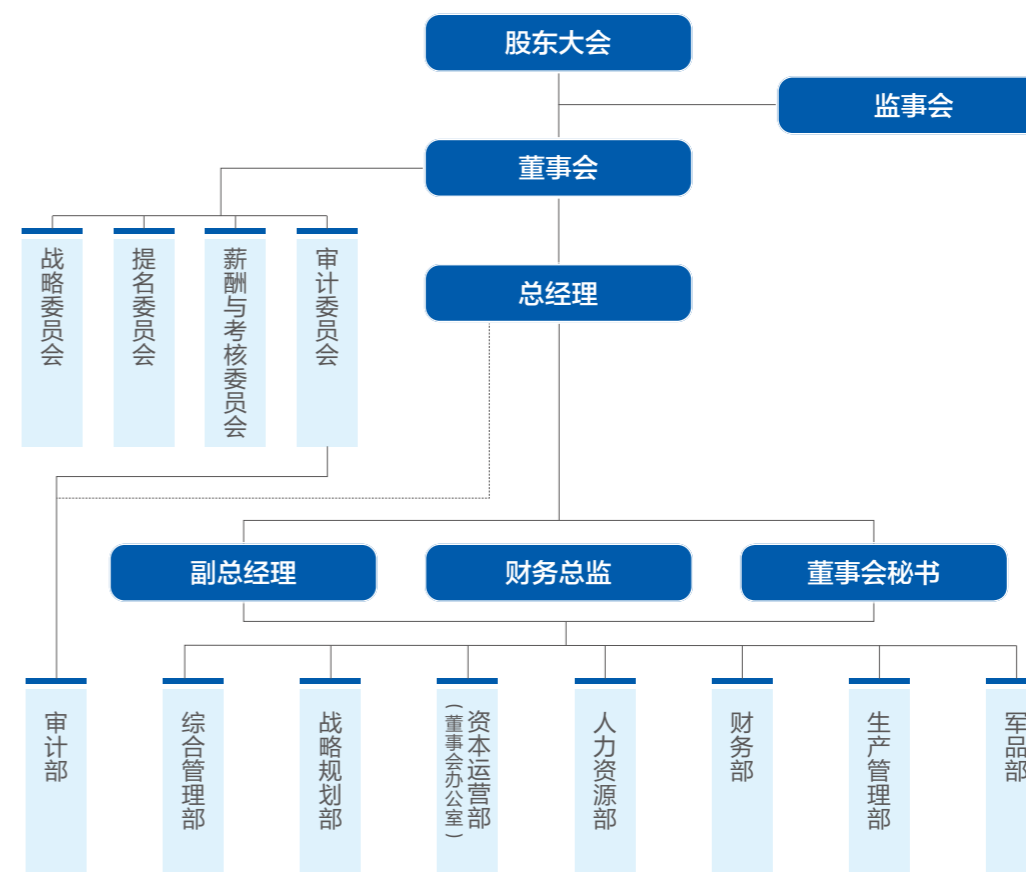 股东大会
监事会
董事会
总经理
战略委员会
提名委员会
薪酬与考核委员会
审计委员会
副总经理
财务总监
董事会秘书
审计部
综合管理部
战略规划部
资本运营部
（董事会办公室）
人力资源部
财务部
生产管理部
军品部